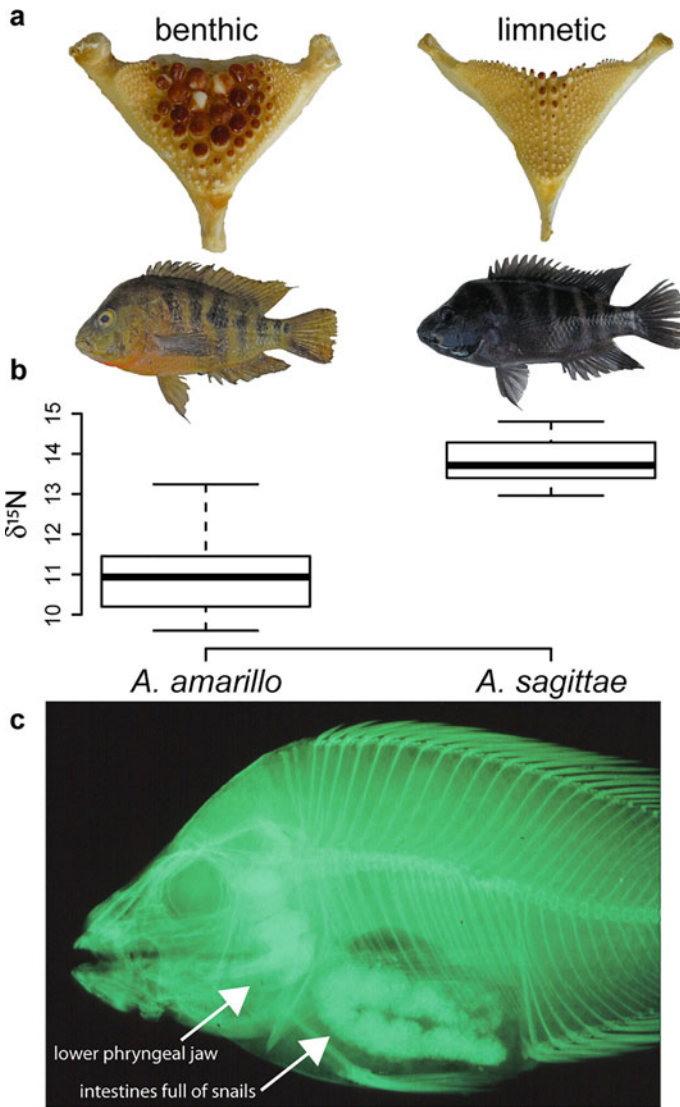 a
benthic
limnetic
b
15
14
13
12
11
10
δ15N
A. amarillo
A. sagittae
c
lower phryngeal jaw
intestines full of snails